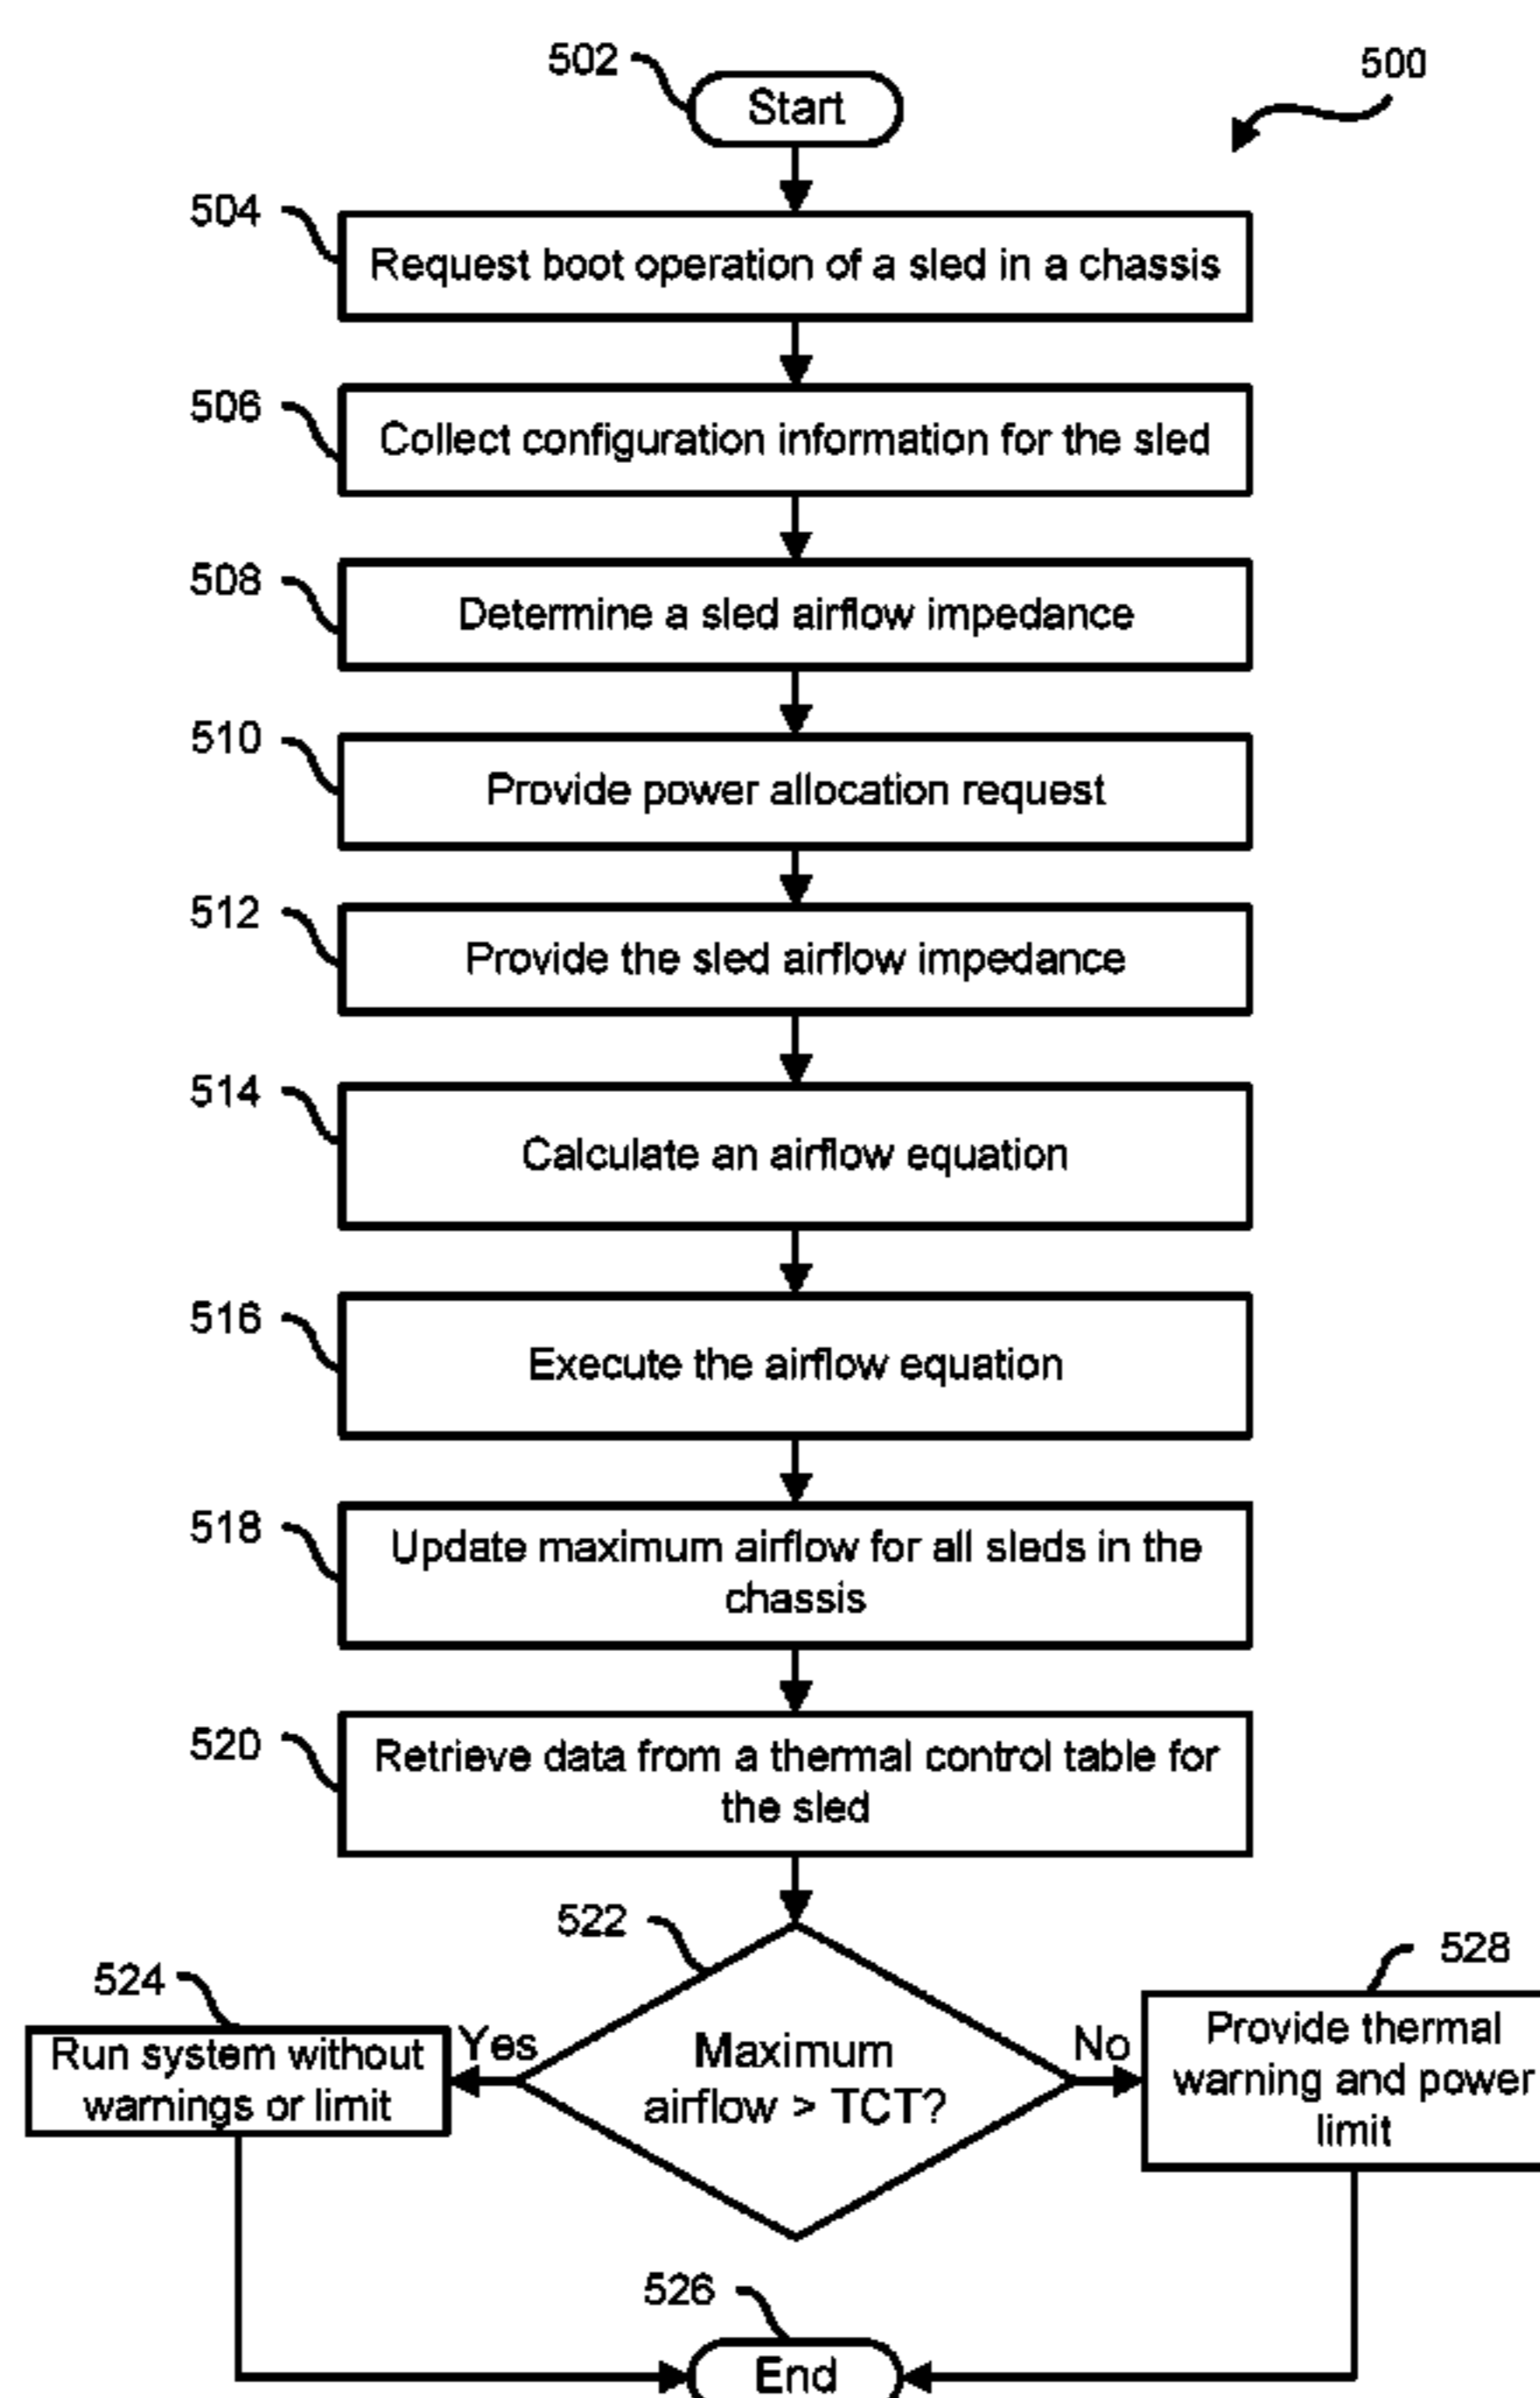 502
Start
500
504
Request boot operation of a sled in a chassis
506
Collect configuration information for the sled
508
Determine a sled airflow impedance
510
Provide power allocation request
512
Provide the sled airflow impedance
514
Calculate an airflow equation
516
Execute the airflow equation
518
Update maximum airflow for all sleds in the
chassis
520
Retrieve data from a thermal control table for
the sled
522
524
Run system without
warnings or limit
Yes
Maximum
airflow > TCT?
No
528
Provide thermal
warning and power
limit
526
End